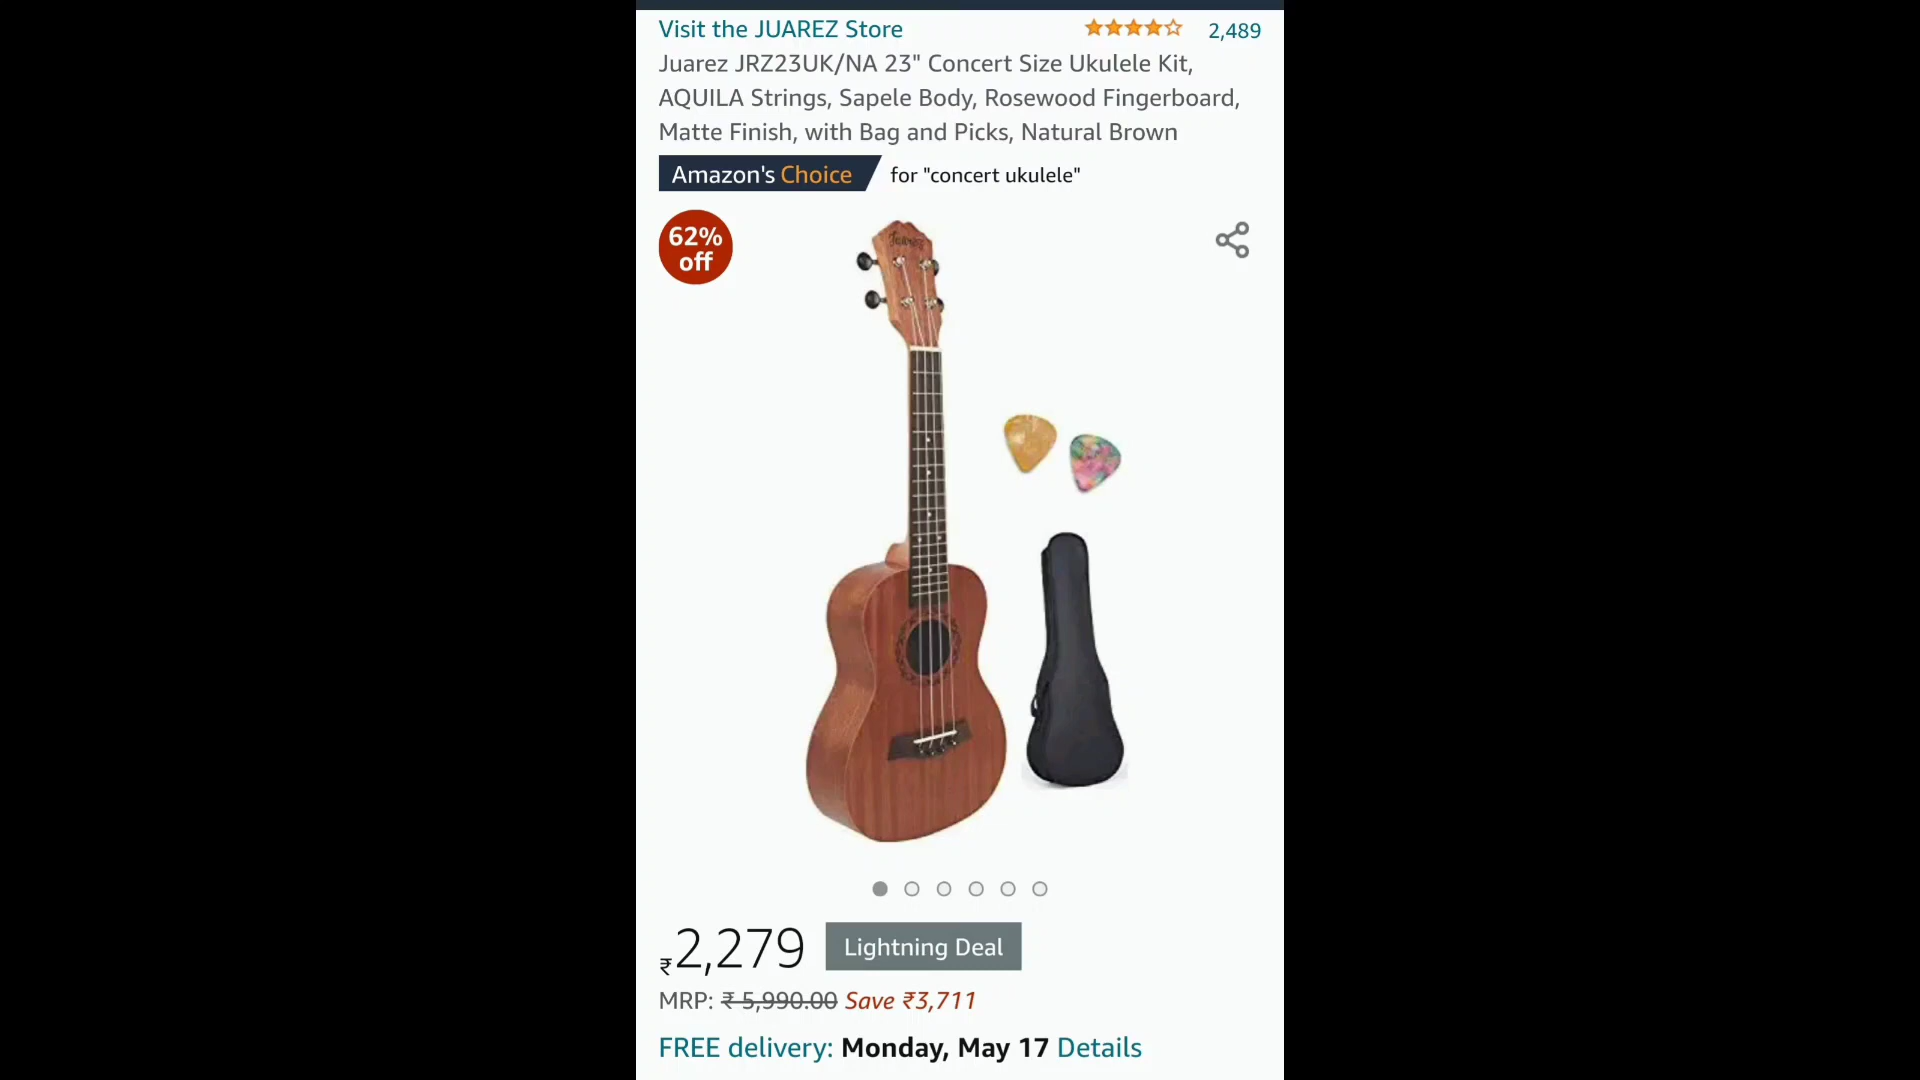 Visit the JUAREZ Store 2,489
Juarez JRZ23UK/NA 23" Concert Size Ukulele Kit,
AQUILA Strings, Sapele Body, Rosewood Fingerboard,
Matte Finish, with Bag and Picks, Natural Brown
Amazon's Choice for "concert ukulele"
62%
off
Juarez
₹2,279 Lightning Deal
MRP: ₹ 5,990.00 Save ₹3,711
FREE delivery: Monday, May 17 Details